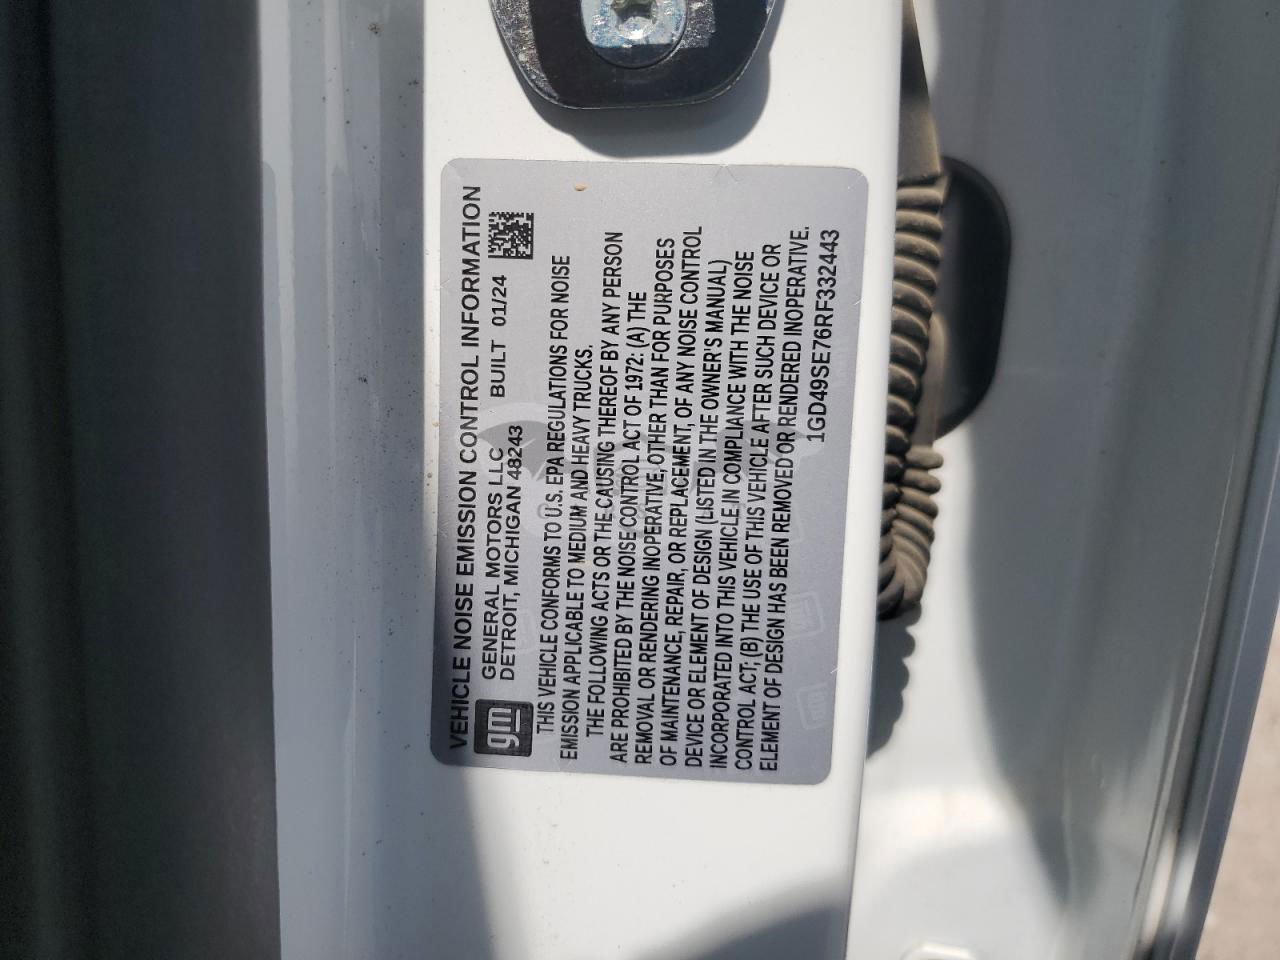 VEHICLE NOISE EMISSION CONTROL INFORMATION
gm
GENERAL MOTORS LLC
DETROIT, MICHIGAN 48243
BUILT 01/24
THIS VEHICLE CONFORMS TO U.S. EPA REGULATIONS FOR NOISE
EMISSION APPLICABLE TO MEDIUM AND HEAVY TRUCKS.
THE FOLLOWING ACTS OR THE CAUSING THEREOF BY ANY PERSON
ARE PROHIBITED BY THE NOISE CONTROL ACT OF 1972: (A) THE
REMOVAL OR RENDERING INOPERATIVE, OTHER THAN FOR PURPOSES
OF MAINTENANCE, REPAIR, OR REPLACEMENT, OF ANY NOISE CONTROL
DEVICE OR ELEMENT OF DESIGN (LISTED IN THE OWNER'S MANUAL)
INCORPORATED INTO THIS VEHICLE IN COMPLIANCE WITH THE NOISE
CONTROL ACT; (B) THE USE OF THIS VEHICLE AFTER SUCH DEVICE OR
ELEMENT OF DESIGN HAS BEEN REMOVED OR RENDERED INOPERATIVE.
1GD49SE76RF332443